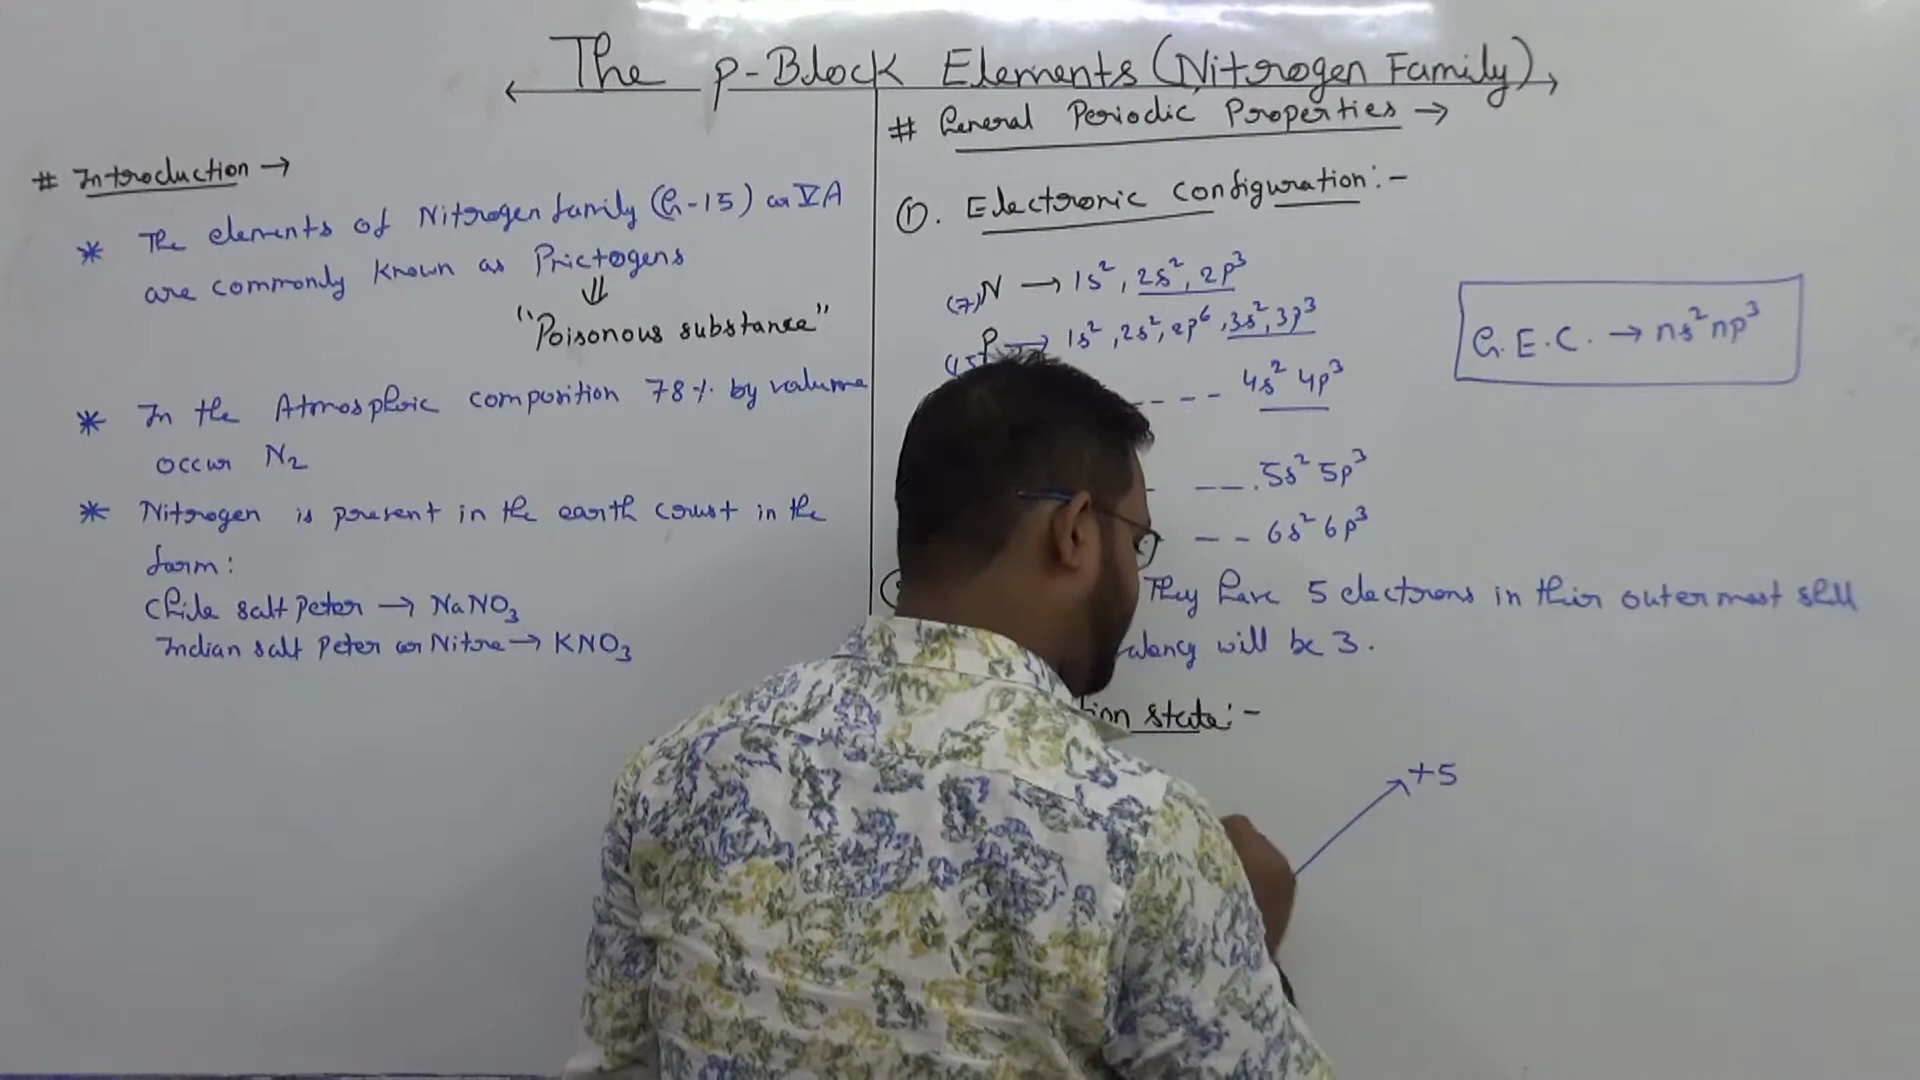 The p-Block Elements (Nitrogen Family)
# Introduction →
* The elements of Nitrogen family (G-15) or VA
are commonly known as Prictogens
⇓
"Poisonous substance"
* In the Atmospheric composition 78% by volume
occur N₂
* Nitrogen is present in the earth crust in the
form:
Chile salt Peter → NaNO₃
Indian salt Peter or Nitre → KNO₃
# General Periodic Properties →
①. Electronic configuration:-
(7)N → 1s², 2s², 2p³
(15)P → 1s², 2s², 2p⁶, 3s², 3p³
---- 4s² 4p³
- ---. 5s² 5p³
-- 6s² 6p³
G.E.C. → ns² np³
They have 5 electrons in thir outer most shell
will be 3.
state:-
+5